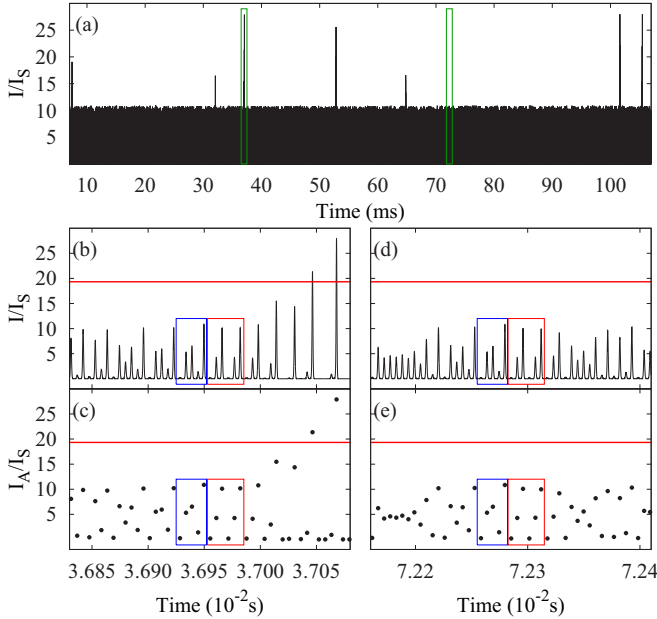 (a)
I/I_S
25
20
15
10
5
10 20 30 40 50 60 70 80 90 100
Time (ms)
(b) (d)
I/I_S
25
20
15
10
5
(c) (e)
I_A/I_S
25
20
15
10
5
3.685 3.690 3.695 3.700 3.705 7.22 7.23 7.24
Time (10⁻²s) Time (10⁻²s)